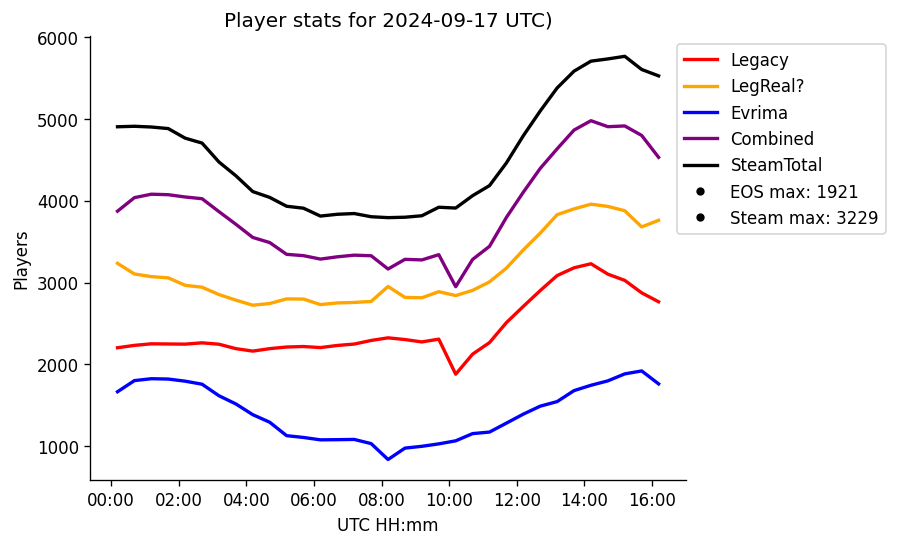 Player stats for 2024-09-17 UTC)
6000
5000
4000
3000
2000
1000
Players
00:00 02:00 04:00 06:00 08:00 10:00 12:00 14:00 16:00
UTC HH:mm
Legacy
LegReal?
Evrima
Combined
SteamTotal
EOS max: 1921
Steam max: 3229